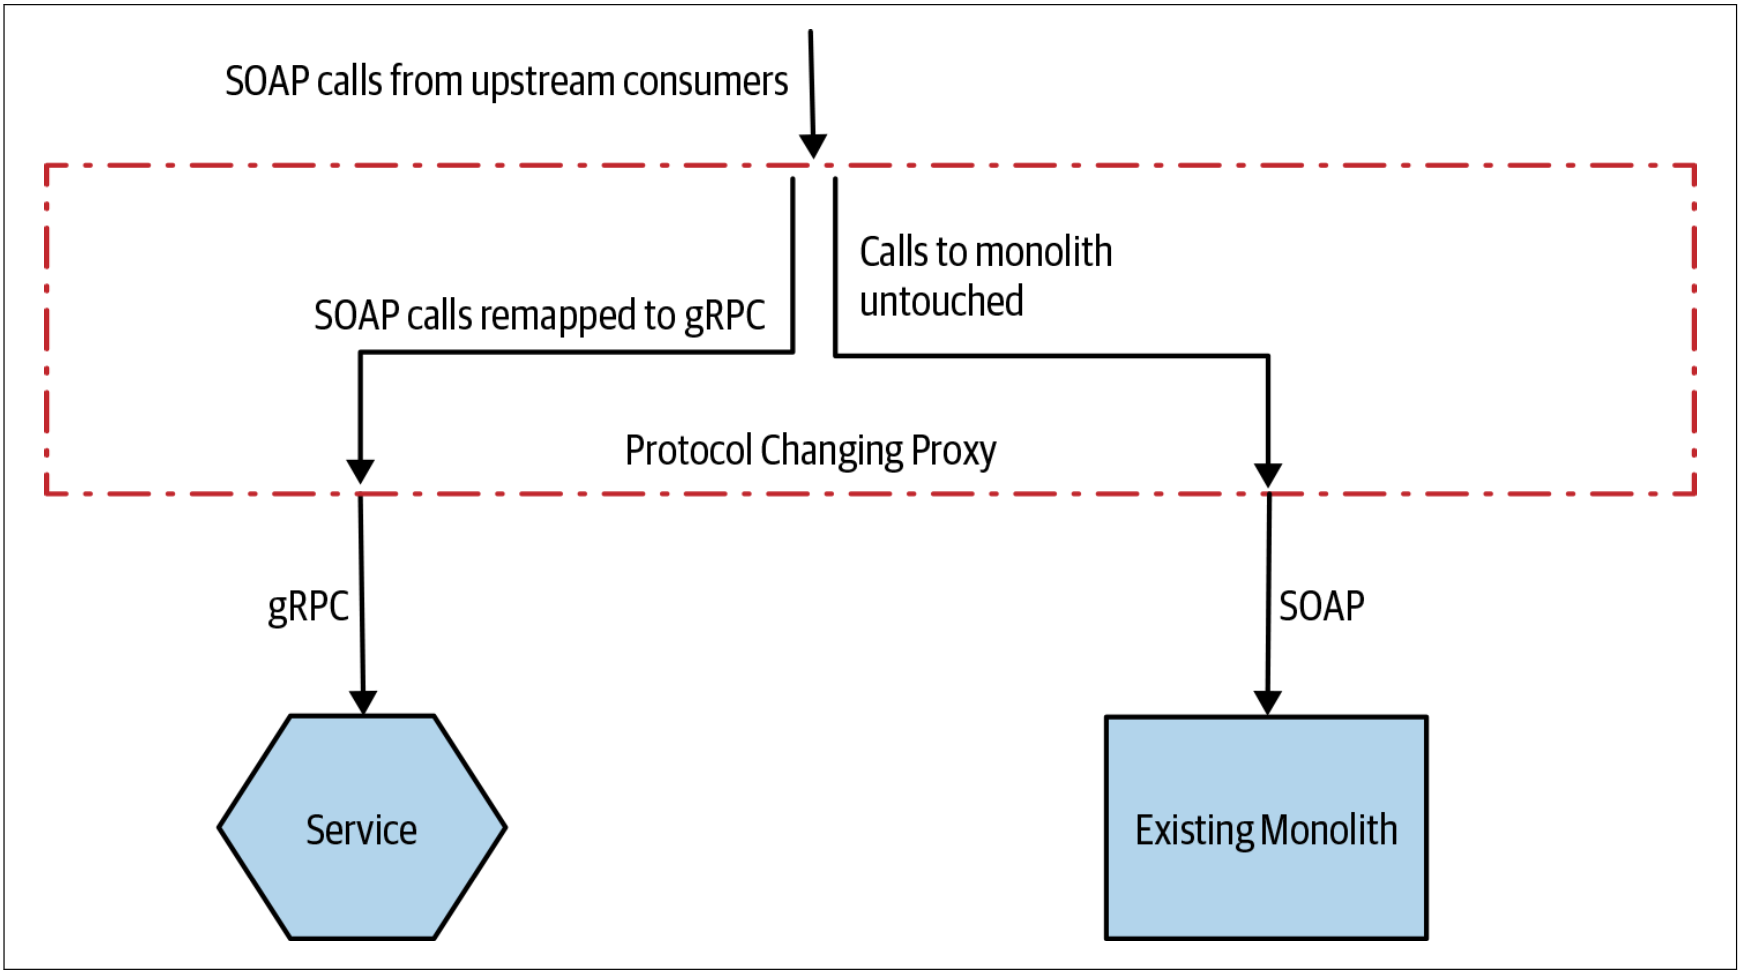 SOAP calls from upstream consumers
Calls to monolith
untouched
SOAP calls remapped to gRPC
Protocol Changing Proxy
gRPC
SOAP
Service
Existing Monolith